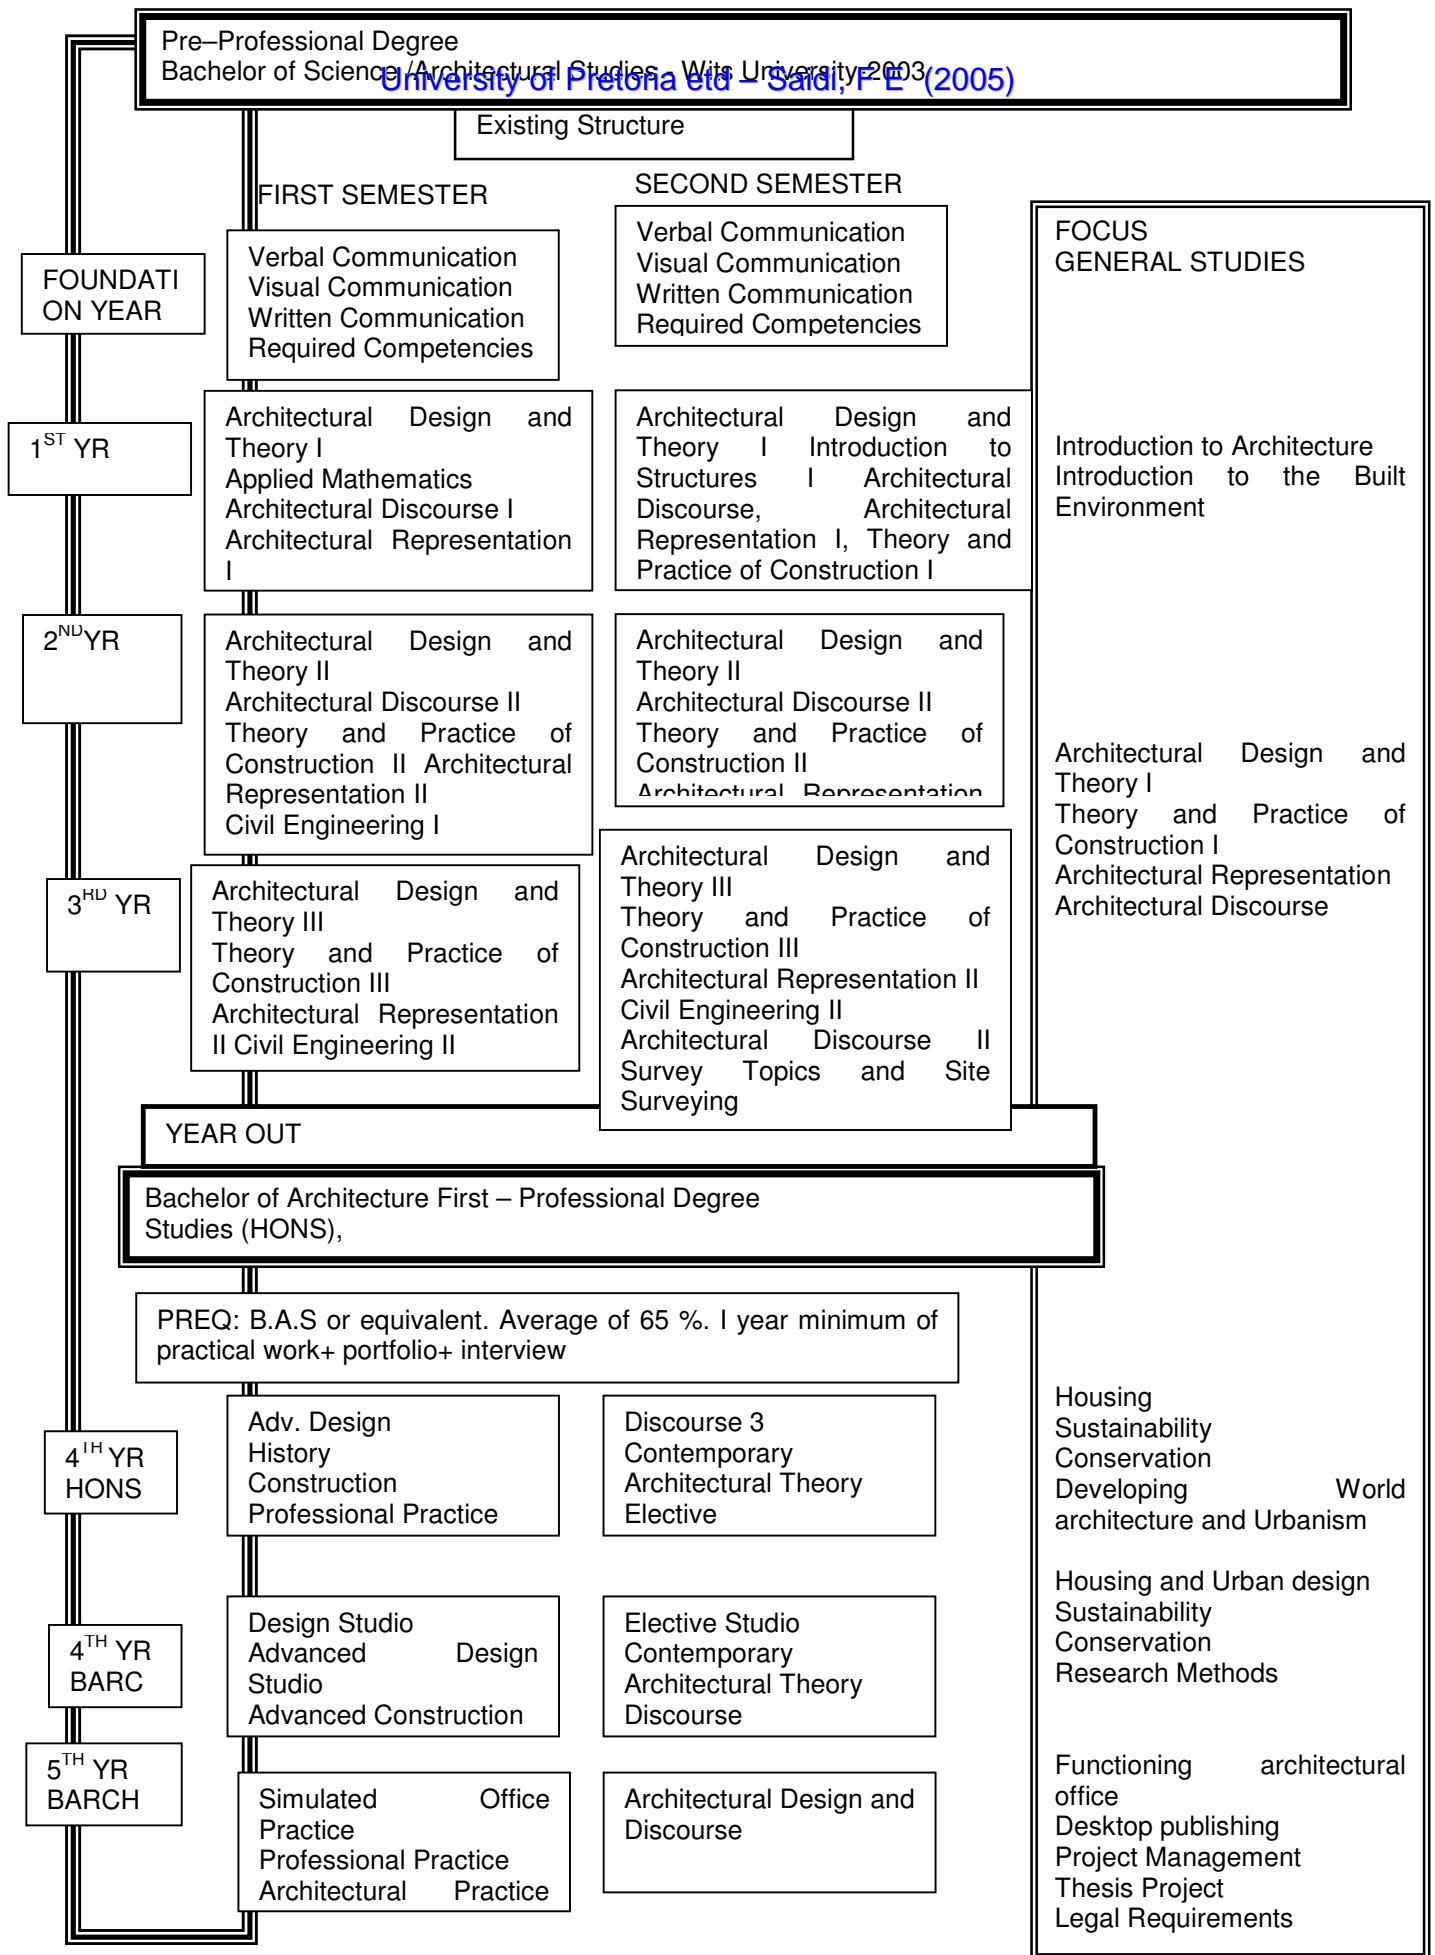 Pre–Professional Degree
Bachelor of Science /Architectural Studies - Wits University-2003
University of Pretoria etd – Saidi, F E (2005)
Existing Structure
FIRST SEMESTER
SECOND SEMESTER
FOUNDATI
ON YEAR
Verbal Communication
Visual Communication
Written Communication
Required Competencies
Verbal Communication
Visual Communication
Written Communication
Required Competencies
FOCUS
GENERAL STUDIES
1ST YR
Architectural Design and
Theory I
Applied Mathematics
Architectural Discourse I
Architectural Representation
I
Architectural Design and
Theory I Introduction to
Structures I Architectural
Discourse, Architectural
Representation I, Theory and
Practice of Construction I
Introduction to Architecture
Introduction to the Built
Environment
2ND YR
Architectural Design and
Theory II
Architectural Discourse II
Theory and Practice of
Construction II Architectural
Representation II
Civil Engineering I
Architectural Design and
Theory II
Architectural Discourse II
Theory and Practice of
Construction II
Architectural Representation
Architectural Design and
Theory I
Theory and Practice of
Construction I
Architectural Representation
Architectural Discourse
3RD YR
Architectural Design and
Theory III
Theory and Practice of
Construction III
Architectural Representation
II Civil Engineering II
Architectural Design and
Theory III
Theory and Practice of
Construction III
Architectural Representation II
Civil Engineering II
Architectural Discourse II
Survey Topics and Site
Surveying
YEAR OUT
Bachelor of Architecture First – Professional Degree
Studies (HONS),
PREQ: B.A.S or equivalent. Average of 65 %. I year minimum of
practical work+ portfolio+ interview
4TH YR
HONS
Adv. Design
History
Construction
Professional Practice
Discourse 3
Contemporary
Architectural Theory
Elective
Housing
Sustainability
Conservation
Developing World
architecture and Urbanism
4TH YR
BARC
Design Studio
Advanced Design
Studio
Advanced Construction
Elective Studio
Contemporary
Architectural Theory
Discourse
Housing and Urban design
Sustainability
Conservation
Research Methods
5TH YR
BARCH
Simulated Office
Practice
Professional Practice
Architectural Practice
Architectural Design and
Discourse
Functioning architectural
office
Desktop publishing
Project Management
Thesis Project
Legal Requirements